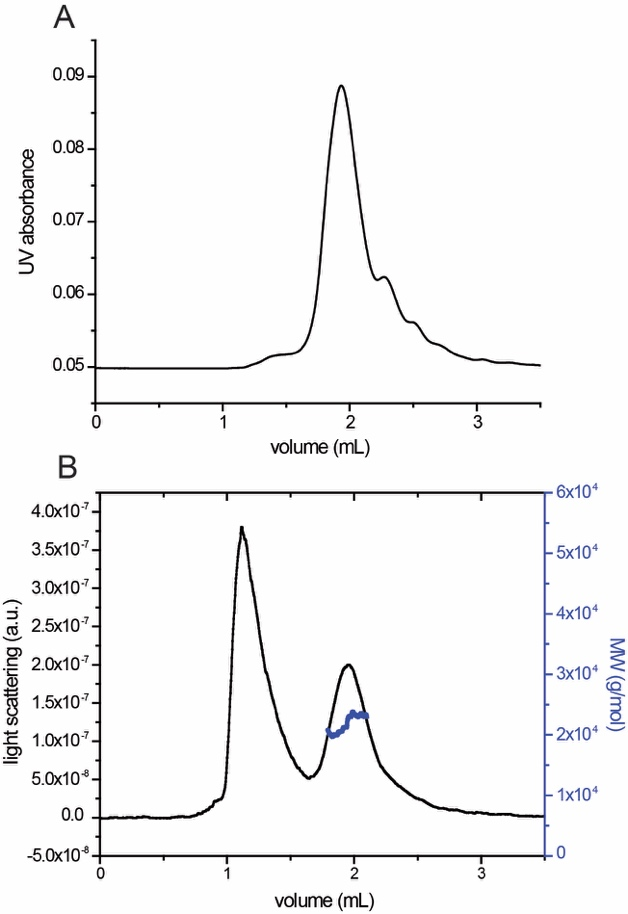 A
0.09
0.08
0.07
0.06
0.05
UV absorbance
0 1 2 3
volume (mL)
B
4.0x10⁻⁷
3.5x10⁻⁷
3.0x10⁻⁷
2.5x10⁻⁷
2.0x10⁻⁷
1.5x10⁻⁷
1.0x10⁻⁷
5.0x10⁻⁸
0.0
-5.0x10⁻⁸
light scattering (a.u.)
6x10⁴
5x10⁴
4x10⁴
3x10⁴
2x10⁴
1x10⁴
0
MW (g/mol)
0 1 2 3
volume (mL)